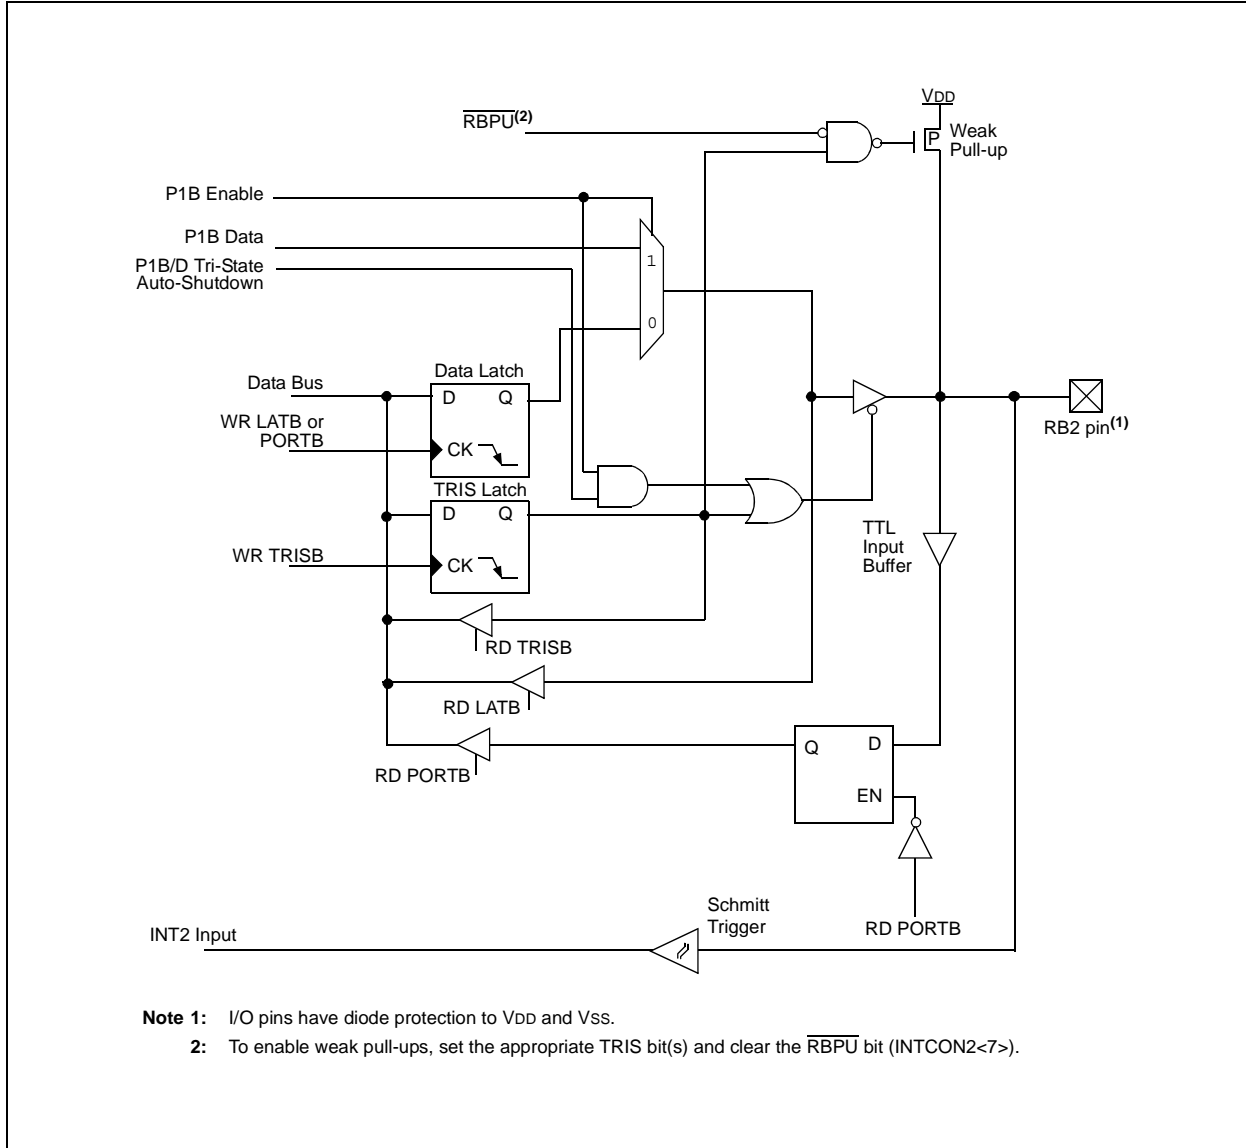 VDD
RBPU(2)
P
Weak
Pull-up
P1B Enable
P1B Data
P1B/D Tri-State
Auto-Shutdown
1
0
Data Latch
Data Bus
D Q
WR LATB or
PORTB
CK
RB2 pin(1)
TRIS Latch
D Q
WR TRISB
CK
TTL
Input
Buffer
RD TRISB
RD LATB
Q D
RD PORTB
EN
Schmitt
Trigger
RD PORTB
INT2 Input
Note 1: I/O pins have diode protection to VDD and VSS.
2: To enable weak pull-ups, set the appropriate TRIS bit(s) and clear the RBPU bit (INTCON2<7>).